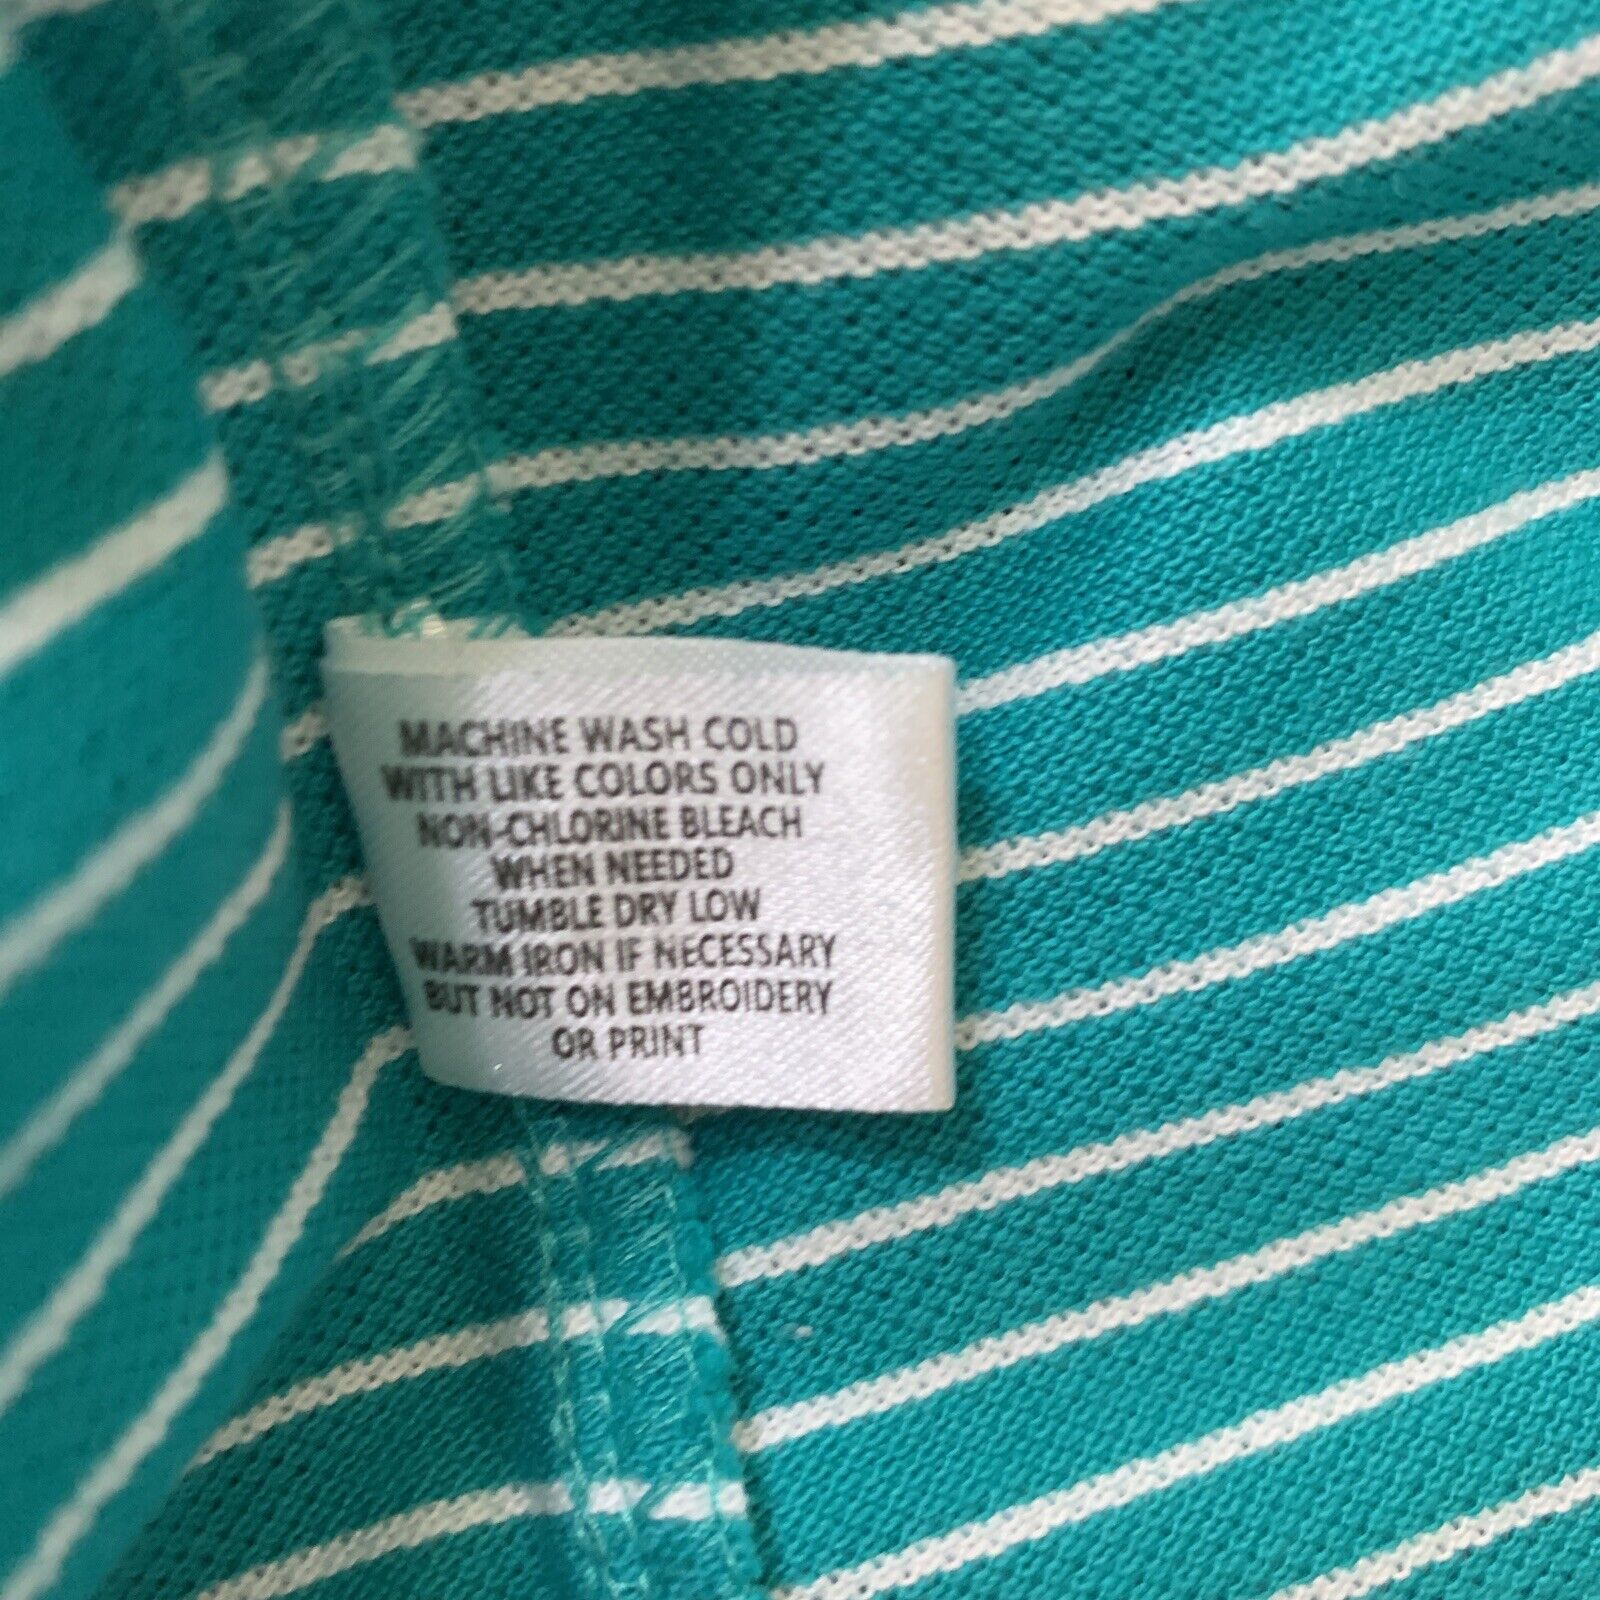 MACHINE WASH COLD
WITH LIKE COLORS ONLY
NON-CHLORINE BLEACH
WHEN NEEDED
TUMBLE DRY LOW
WARM IRON IF NECESSARY
BUT NOT ON EMBROIDERY
OR PRINT